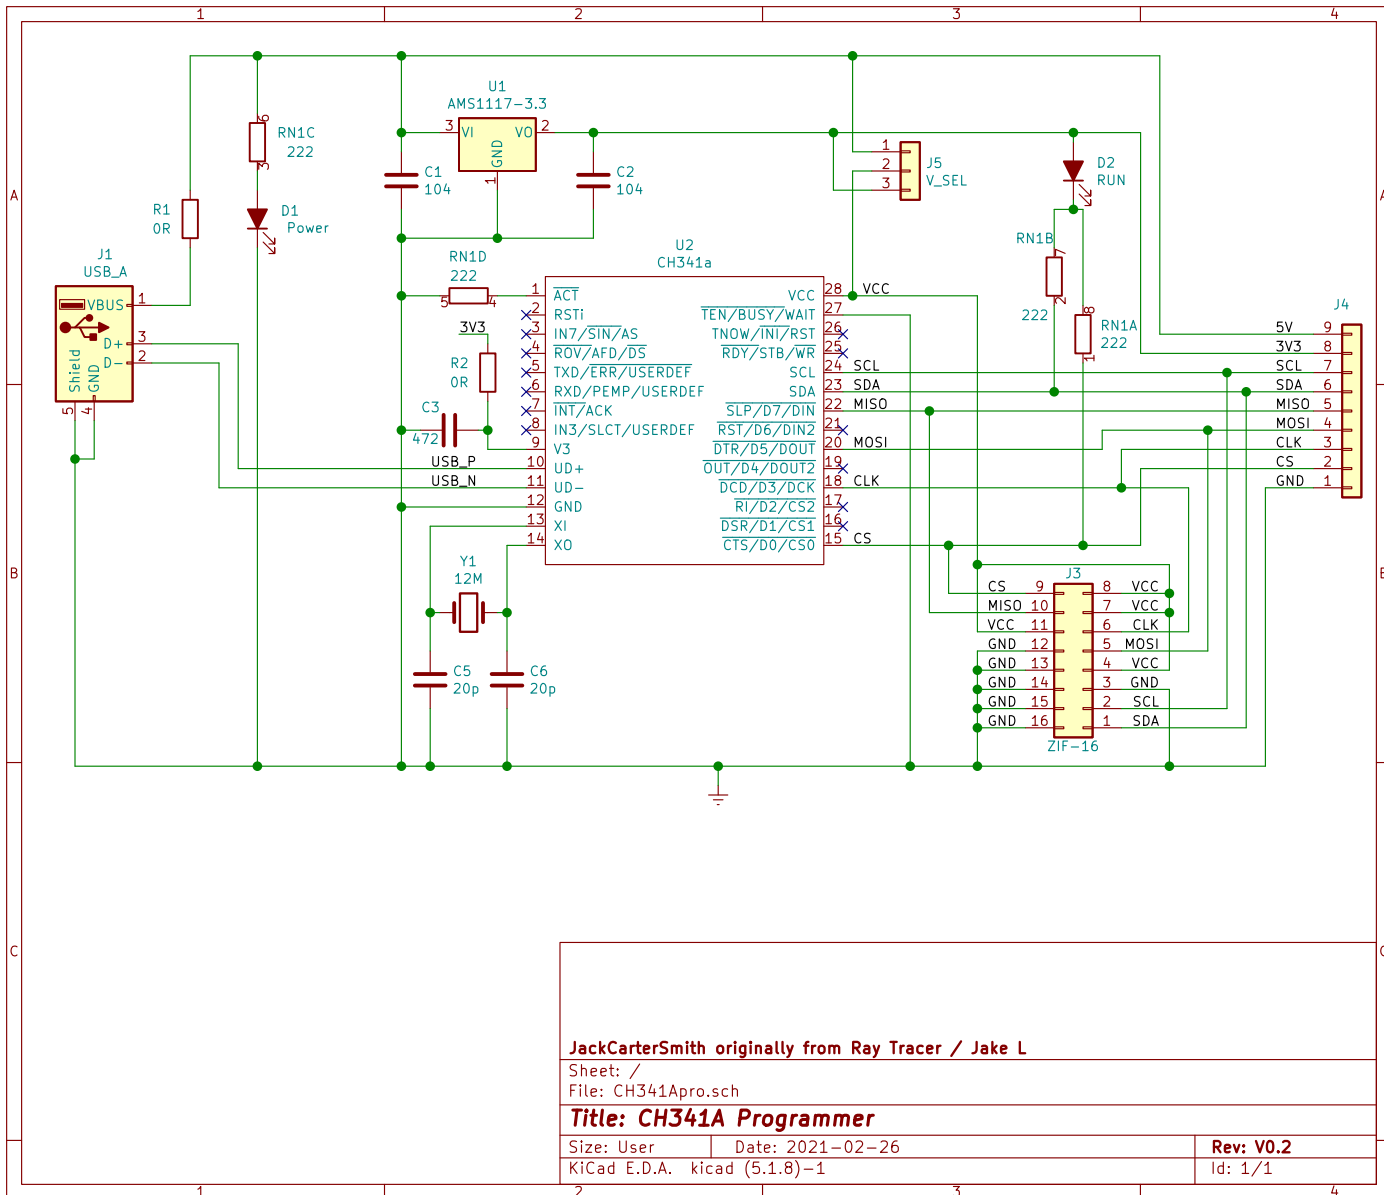 1 2 3 4
A
B
C
U1
AMS1117-3.3
3 VI VO 2
GND
1
RN1C
222
6
3
C1
104
C2
104
1
2
3
J5
V_SEL
D2
RUN
R1
0R
D1
Power
RN1B
7
2
222
RN1A
222
8
1
J1
USB_A
VBUS 1
D+ 3
D- 2
Shield
GND
5
4
RN1D
222
5 4
3V3
R2
0R
C3
472
USB_P
USB_N
U2
CH341a
1 ACT VCC 28 VCC
2 RSTi TEN/BUSY/WAIT 27
3 IN7/SIN/AS TNOW/INI/RST 26
4 ROV/AFD/DS RDY/STB/WR 25
5 TXD/ERR/USERDEF SCL 24 SCL
6 RXD/PEMP/USERDEF SDA 23 SDA
7 INT/ACK SLP/D7/DIN 22 MISO
8 IN3/SLCT/USERDEF RST/D6/DIN2 21
9 V3 DTR/D5/DOUT 20 MOSI
10 UD+ OUT/D4/DOUT2 19
11 UD- DCD/D3/DCK 18 CLK
12 GND RI/D2/CS2 17
13 XI DSR/D1/CS1 16
14 XO CTS/D0/CS0 15 CS
J4
5V 9
3V3 8
SCL 7
SDA 6
MISO 5
MOSI 4
CLK 3
CS 2
GND 1
Y1
12M
C5
20p
C6
20p
J3
CS 9 8 VCC
MISO 10 7 VCC
VCC 11 6 CLK
GND 12 5 MOSI
GND 13 4 VCC
GND 14 3 GND
GND 15 2 SCL
GND 16 1 SDA
ZIF-16
JackCarterSmith originally from Ray Tracer / Jake L
Sheet: /
File: CH341Apro.sch
Title: CH341A Programmer
Size: User Date: 2021-02-26 Rev: V0.2
KiCad E.D.A. kicad (5.1.8)-1 Id: 1/1
1 2 3 4